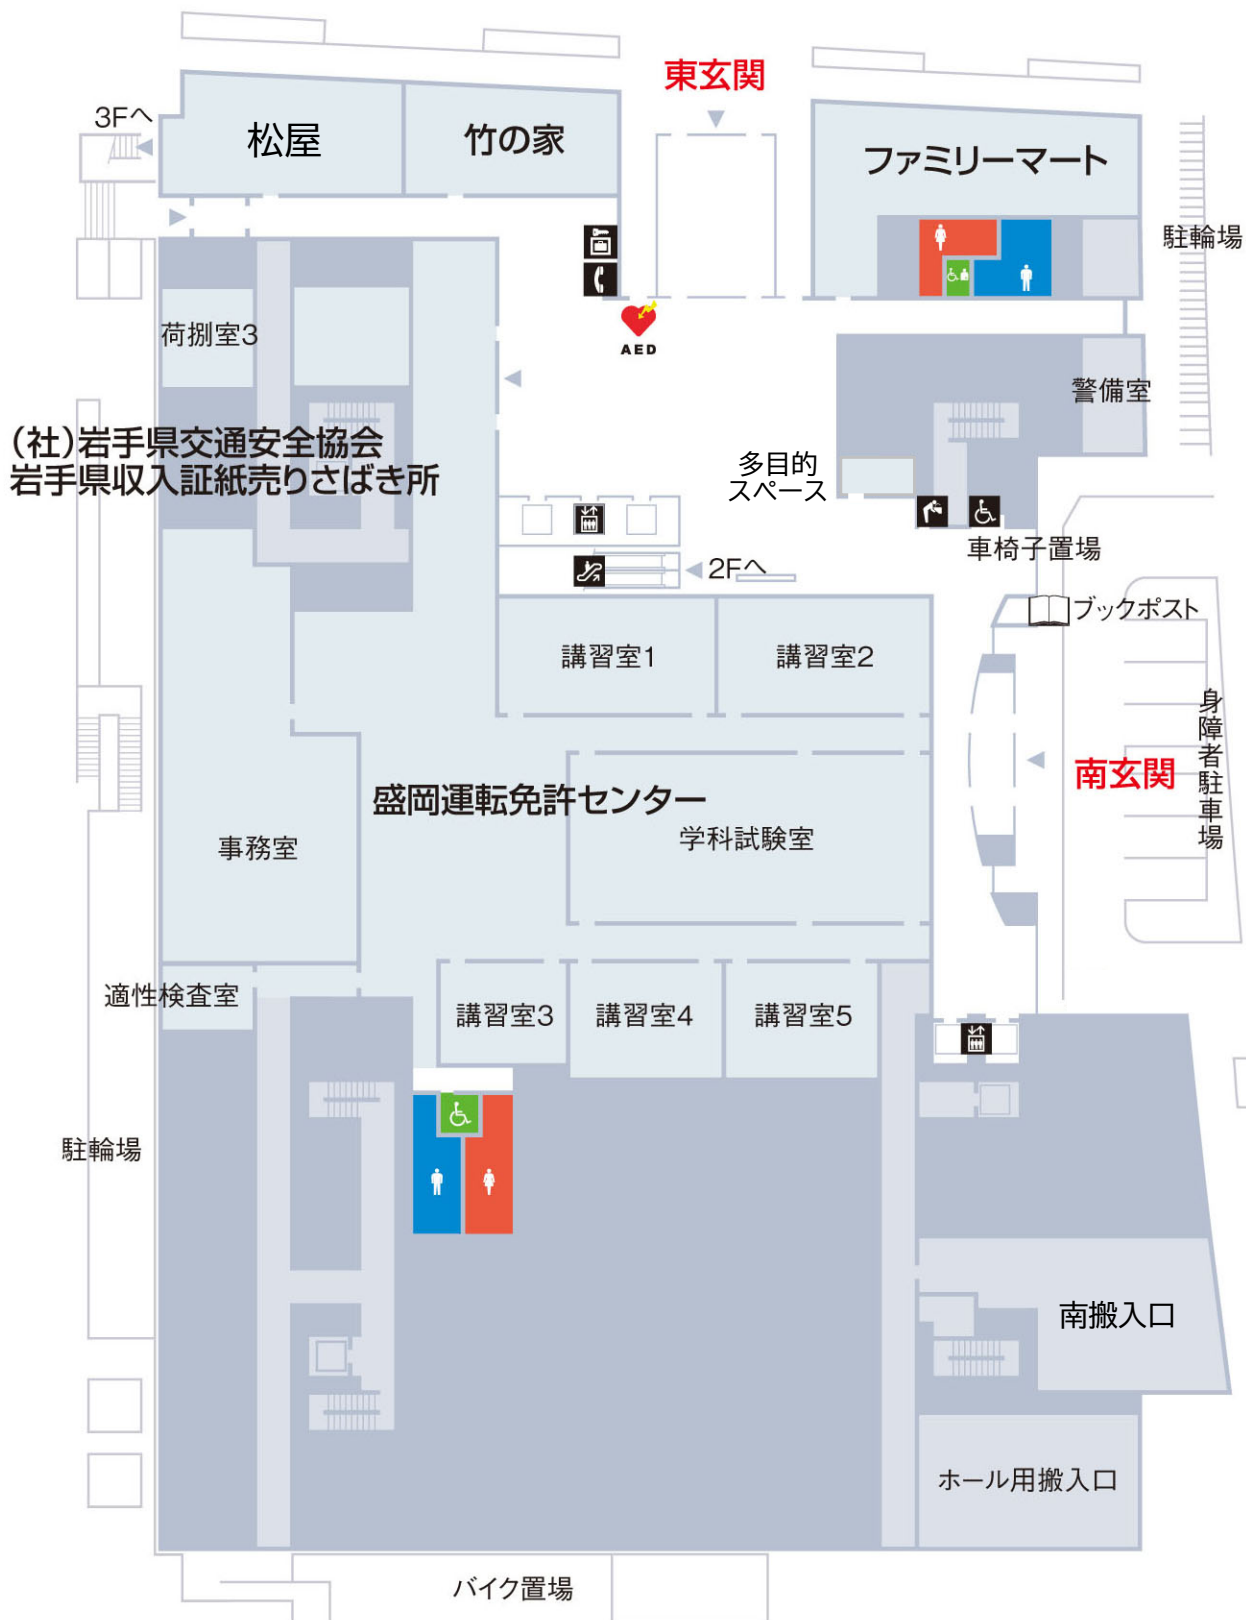 東玄関
3Fへ
松屋
竹の家
ファミリーマート
駐輪場
荷捌室3
AED
警備室
(社)岩手県交通安全協会
岩手県収入証紙売りさばき所
多目的
スペース
車椅子置場
2Fへ
ブックポスト
講習室1
講習室2
身障者駐車場
南玄関
盛岡運転免許センター
学科試験室
事務室
適性検査室
講習室3
講習室4
講習室5
駐輪場
南搬入口
ホール用搬入口
バイク置場